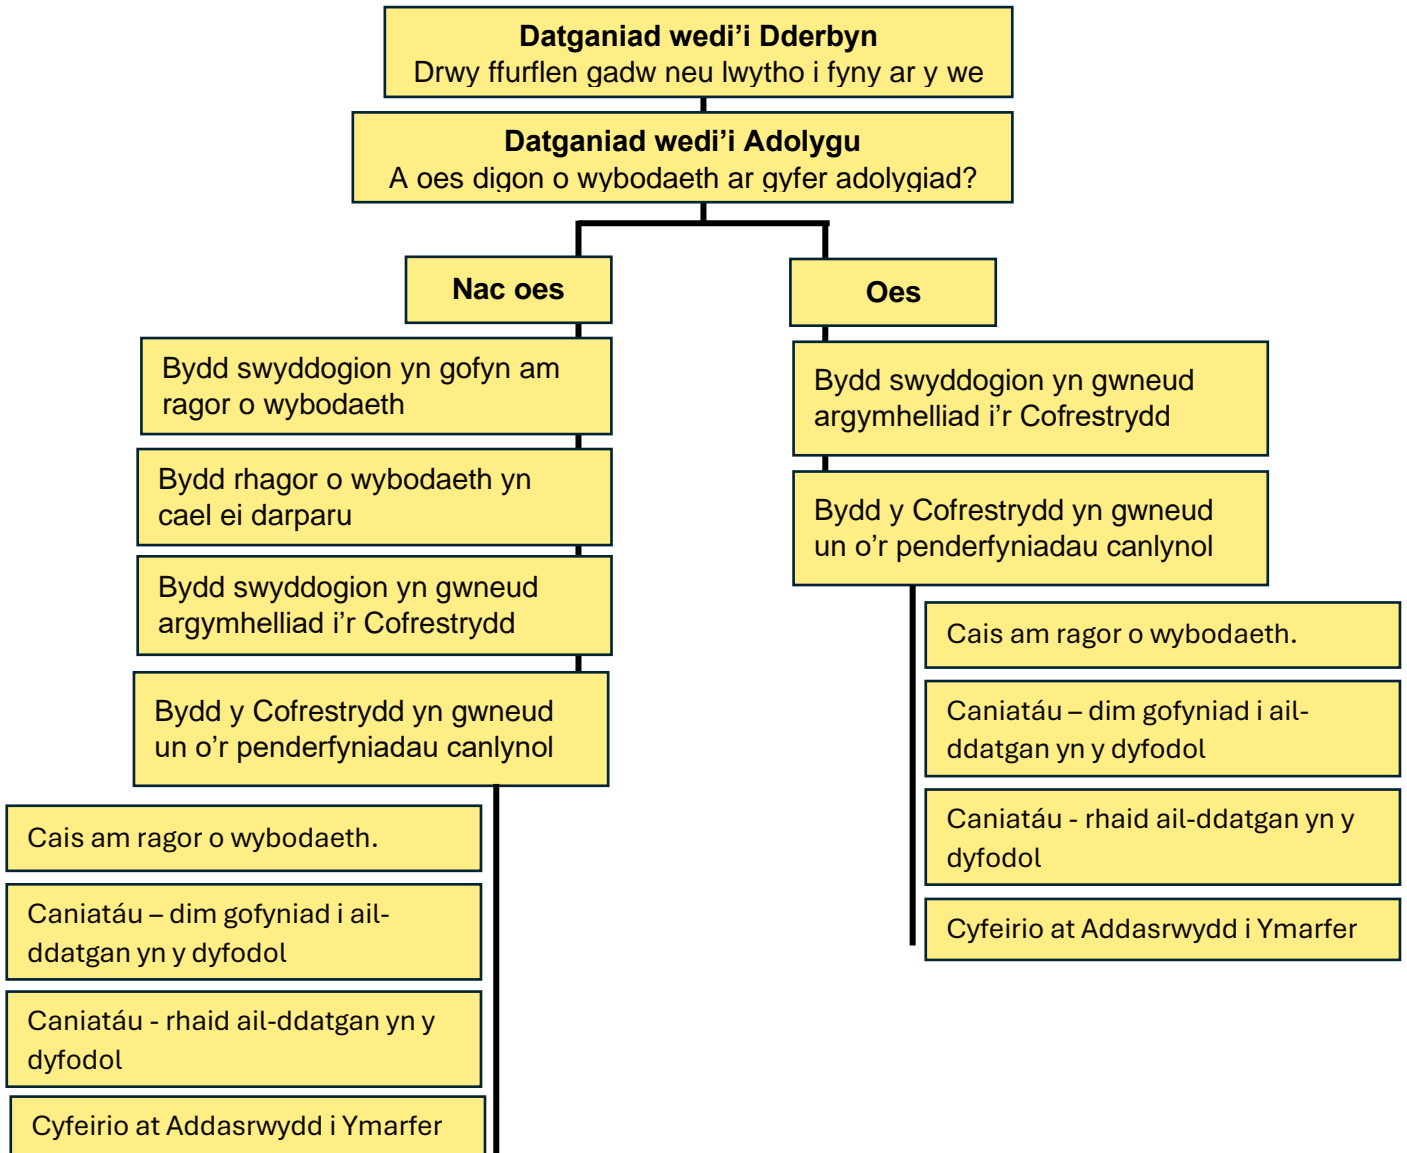 Datganiad wedi’i Dderbyn
Drwy ffurflen gadw neu lwytho i fyny ar y we
Datganiad wedi’i Adolygu
A oes digon o wybodaeth ar gyfer adolygiad?
Nac oes
Bydd swyddogion yn gofyn am
ragor o wybodaeth
Bydd rhagor o wybodaeth yn
cael ei darparu
Bydd swyddogion yn gwneud
argymhelliad i’r Cofrestrydd
Bydd y Cofrestrydd yn gwneud
un o’r penderfyniadau canlynol
Cais am ragor o wybodaeth.
Caniatáu – dim gofyniad i ail-
ddatgan yn y dyfodol
Caniatáu - rhaid ail-ddatgan yn y
dyfodol
Cyfeirio at Addasrwydd i Ymarfer
Oes
Bydd swyddogion yn gwneud
argymhelliad i’r Cofrestrydd
Bydd y Cofrestrydd yn gwneud
un o’r penderfyniadau canlynol
Cais am ragor o wybodaeth.
Caniatáu – dim gofyniad i ail-
ddatgan yn y dyfodol
Caniatáu - rhaid ail-ddatgan yn y
dyfodol
Cyfeirio at Addasrwydd i Ymarfer